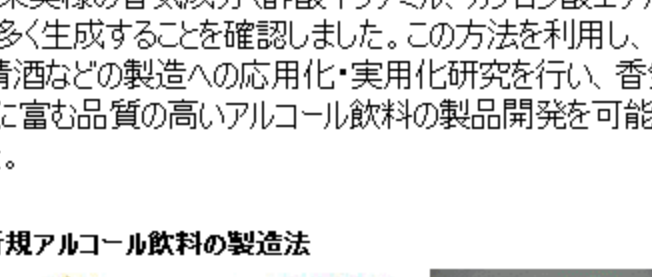 多く生成することを確認しました。この方法を利用し、
清酒などの製造への応用化・実用化研究を行い、香
に富む品質の高いアルコール飲料の製品開発を可能
。
規アルコール飲料の製造法